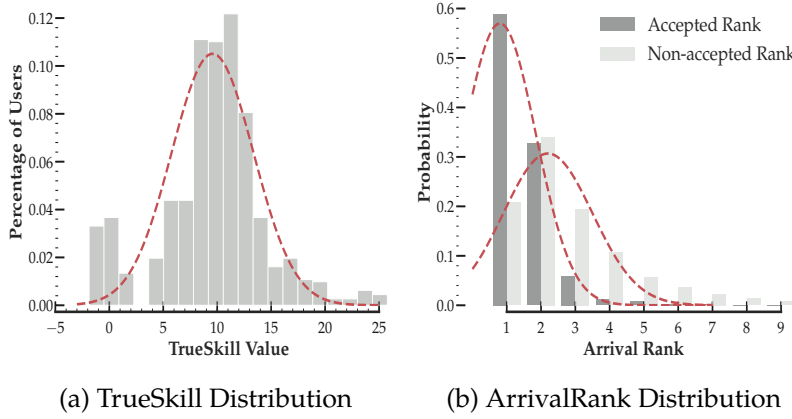 0.12
0.10
0.08
0.06
0.04
0.02
0.00
Percentage of Users
−5 0 5 10 15 20 25
TrueSkill Value
(a) TrueSkill Distribution
0.6
0.5
0.4
0.3
0.2
0.1
0.0
Probability
Accepted Rank
Non-accepted Rank
1 2 3 4 5 6 7 8 9
Arrival Rank
(b) ArrivalRank Distribution